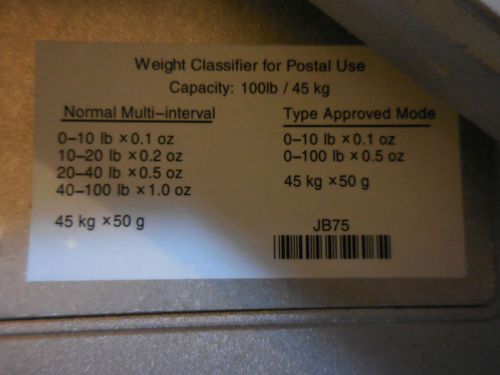 Weight Classifier for Postal Use
Capacity: 100lb / 45 kg
Normal Multi-interval
0-10 lb × 0.1 oz
10-20 lb × 0.2 oz
20-40 lb × 0.5 oz
40-100 lb × 1.0 oz
45 kg × 50 g
Type Approved Mode
0-10 lb × 0.1 oz
0-100 lb × 0.5 oz
45 kg × 50 g
JB75